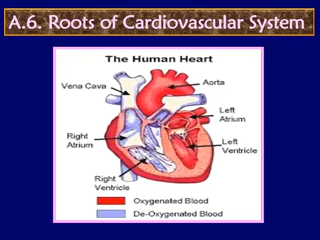 A.6. Roots of Cardiovascular System
The Human Heart
Vena Cava
Aorta
Left
Atrium
Right
Atrium
Left
Ventricle
Right
Ventricle
Oxygenated Blood
De-Oxygenated Blood